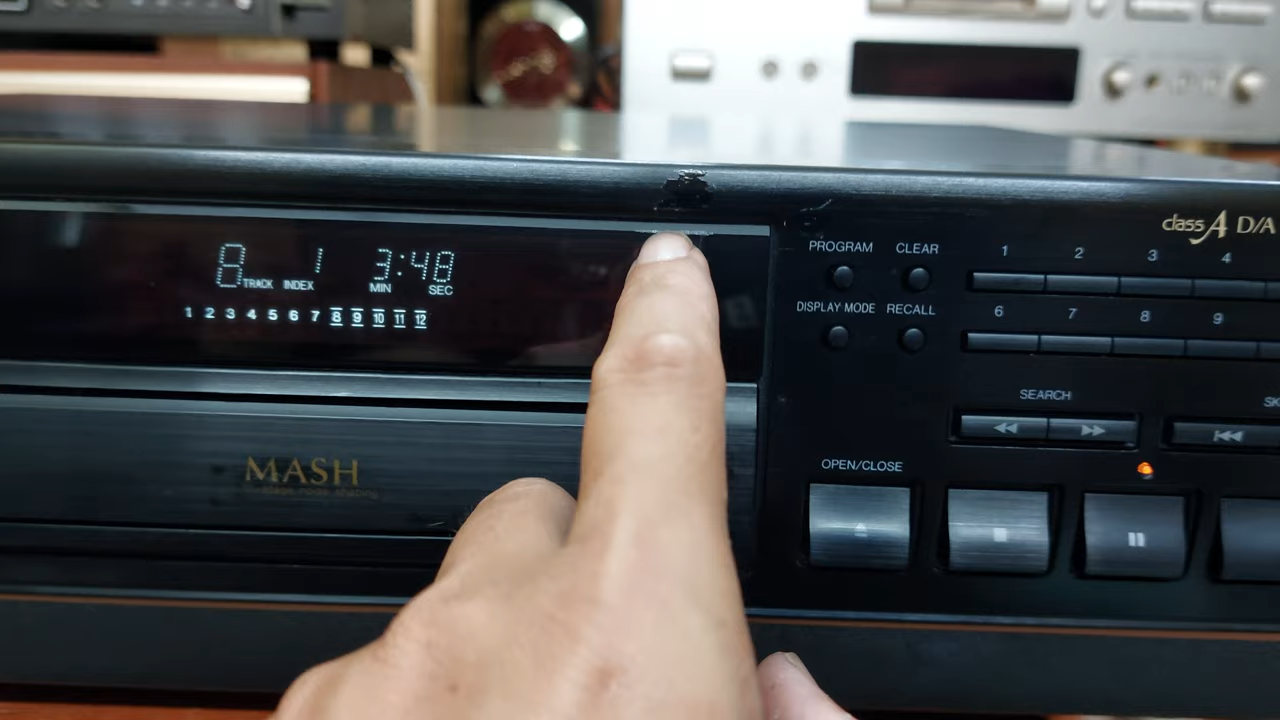 class A D/A
PROGRAM CLEAR 1 2 3 4
8 1 3:48
TRACK INDEX MIN SEC
DISPLAY MODE RECALL 6 7 8 9
1 2 3 4 5 6 7 8 9 10 11 12
SEARCH SK
MASH
OPEN/CLOSE